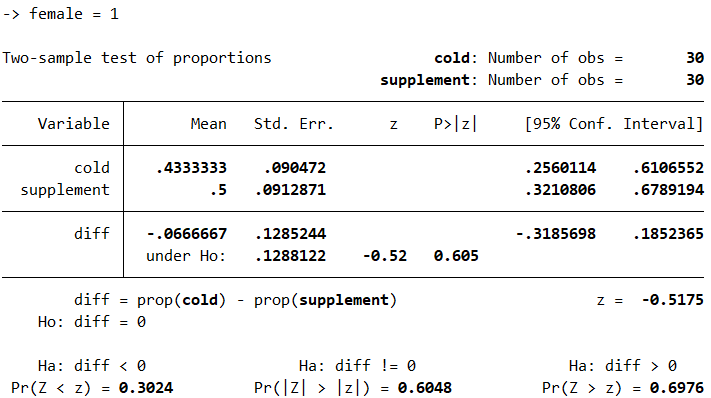 -> female = 1
Two-sample test of proportions cold: Number of obs = 30
supplement: Number of obs = 30
Variable Mean Std. Err. z P>|z| [95% Conf. Interval]
cold .4333333 .090472 .2560114 .6106552
supplement .5 .0912871 .3210806 .6789194
diff -.0666667 .1285244 -.3185698 .1852365
under Ho: .1288122 -0.52 0.605
diff = prop(cold) - prop(supplement) z = -0.5175
Ho: diff = 0
Ha: diff < 0 Ha: diff != 0 Ha: diff > 0
Pr(Z < z) = 0.3024 Pr(|Z| > |z|) = 0.6048 Pr(Z > z) = 0.6976